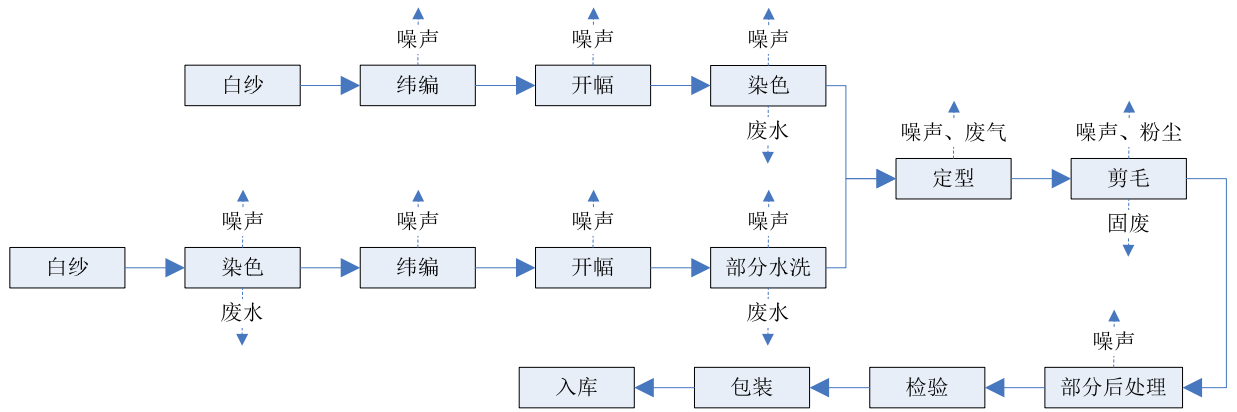 噪声
噪声
噪声
白纱
纬编
开幅
染色
废水
噪声、废气
噪声、粉尘
定型
剪毛
固废
噪声
噪声
噪声
噪声
白纱
染色
纬编
开幅
部分水洗
废水
废水
噪声
入库
包装
检验
部分后处理